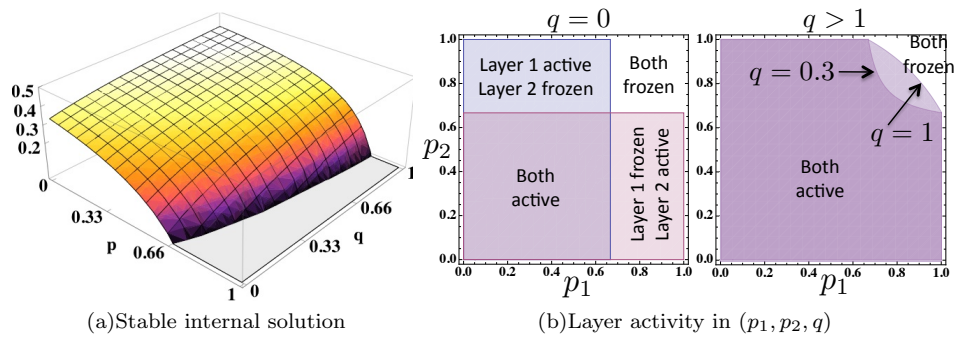 q = 0
q > 1
0.5
0.4
0.3
0.2
0
0.33
p
0.66
1
0
0.33
q
0.66
1
1.0
0.8
0.6
p2
0.4
0.2
0.0
Layer 1 active
Layer 2 frozen
Both
frozen
Both
active
Layer 1 frozen
Layer 2 active
0.0 0.2 0.4 0.6 0.8 1.0
p1
1.0
0.8
0.6
0.4
0.2
0.0
Both
frozen
q = 0.3
q = 1
Both
active
0.0 0.2 0.4 0.6 0.8 1.0
p1
(a)Stable internal solution
(b)Layer activity in (p1, p2, q)